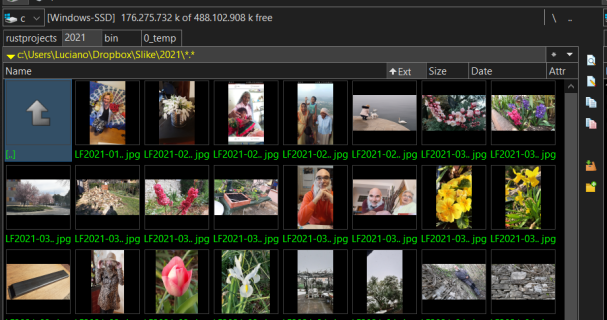 c [Windows-SSD] 176.275.732 k of 488.102.908 k free \ ..
rustprojects 2021 bin 0_temp
c:\Users\Luciano\Dropbox\Slike\2021\*.*
Name Ext Size Date Attr
[..] LF2021-01.. jpg LF2021-02.. jpg LF2021-02.. jpg LF2021-02.. jpg LF2021-02.. jpg LF2021-03.. jpg LF2021-03.. jpg
LF2021-03.. jpg LF2021-03.. jpg LF2021-03.. jpg LF2021-03.. jpg LF2021-03.. jpg LF2021-03.. jpg LF2021-03.. jpg LF2021-03.. jpg